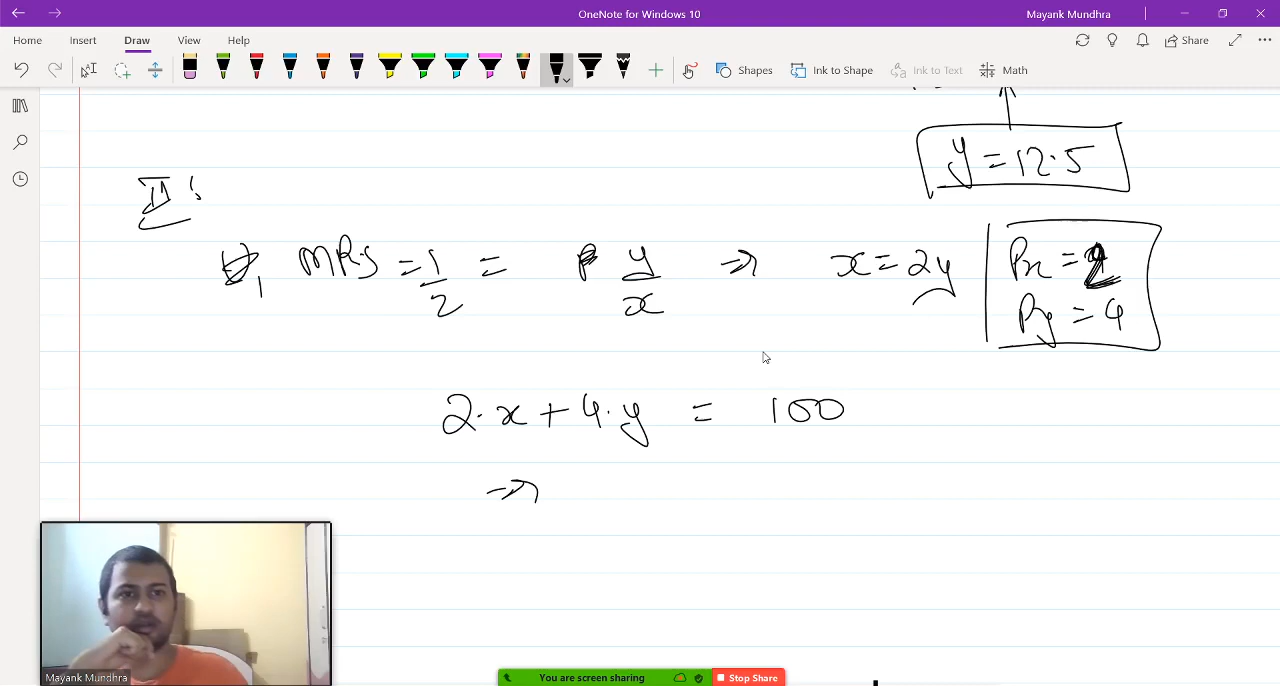 OneNote for Windows 10
Mayank Mundhra
Home Insert Draw View Help
Share
Shapes Ink to Shape Ink to Text Math
y = 12.5
II :
MRS = 1/2 = y/x ⇒ x = 2y
Px = 2
Py = 4
2·x + 4·y = 100
⇒
Mayank Mundhra
You are screen sharing Stop Share